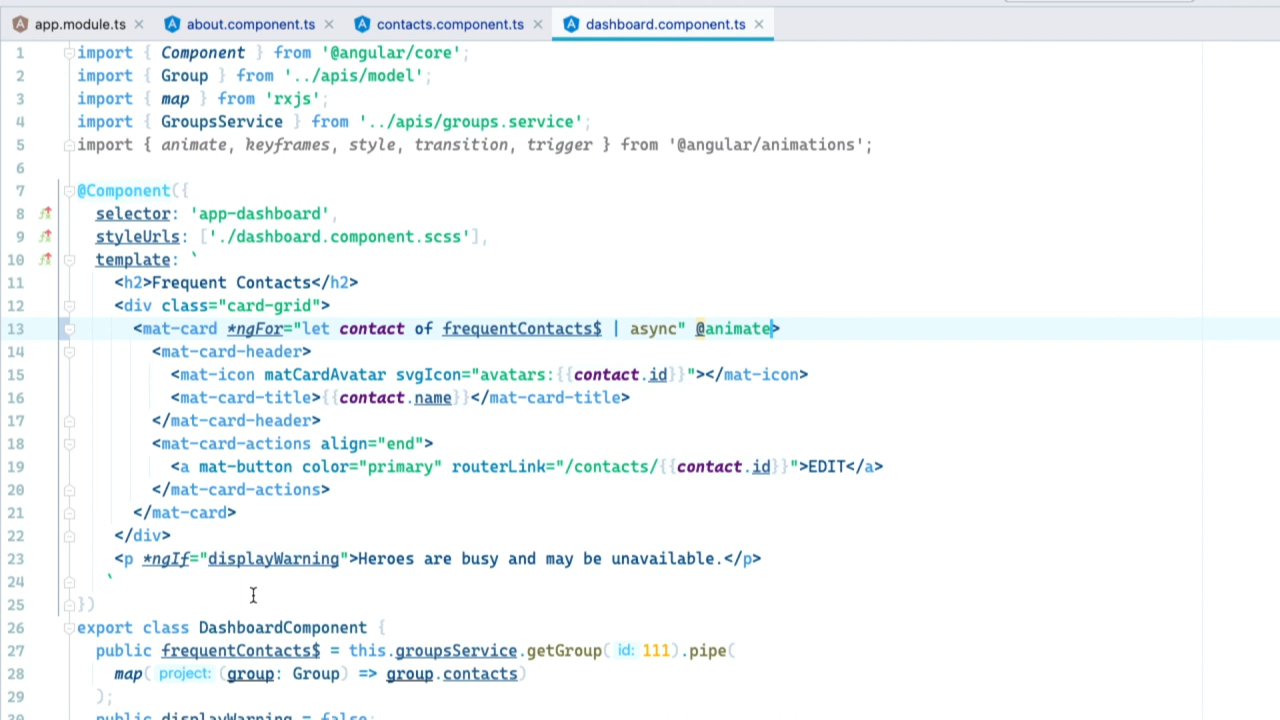 app.module.ts about.component.ts contacts.component.ts dashboard.component.ts
1 import { Component } from '@angular/core';
2 import { Group } from '../apis/model';
3 import { map } from 'rxjs';
4 import { GroupsService } from '../apis/groups.service';
5 import { animate, keyframes, style, transition, trigger } from '@angular/animations';
6
7 @Component({
8 selector: 'app-dashboard',
9 styleUrls: ['./dashboard.component.scss'],
10 template: `
11 <h2>Frequent Contacts</h2>
12 <div class="card-grid">
13 <mat-card *ngFor="let contact of frequentContacts$ | async" @animate>
14 <mat-card-header>
15 <mat-icon matCardAvatar svgIcon="avatars:{{contact.id}}"></mat-icon>
16 <mat-card-title>{{contact.name}}</mat-card-title>
17 </mat-card-header>
18 <mat-card-actions align="end">
19 <a mat-button color="primary" routerLink="/contacts/{{contact.id}}">EDIT</a>
20 </mat-card-actions>
21 </mat-card>
22 </div>
23 <p *ngIf="displayWarning">Heroes are busy and may be unavailable.</p>
24 `
25 })
26 export class DashboardComponent {
27 public frequentContacts$ = this.groupsService.getGroup( id: 111).pipe(
28 map( project: (group: Group) => group.contacts)
29 );
30 public displayWarning = false;